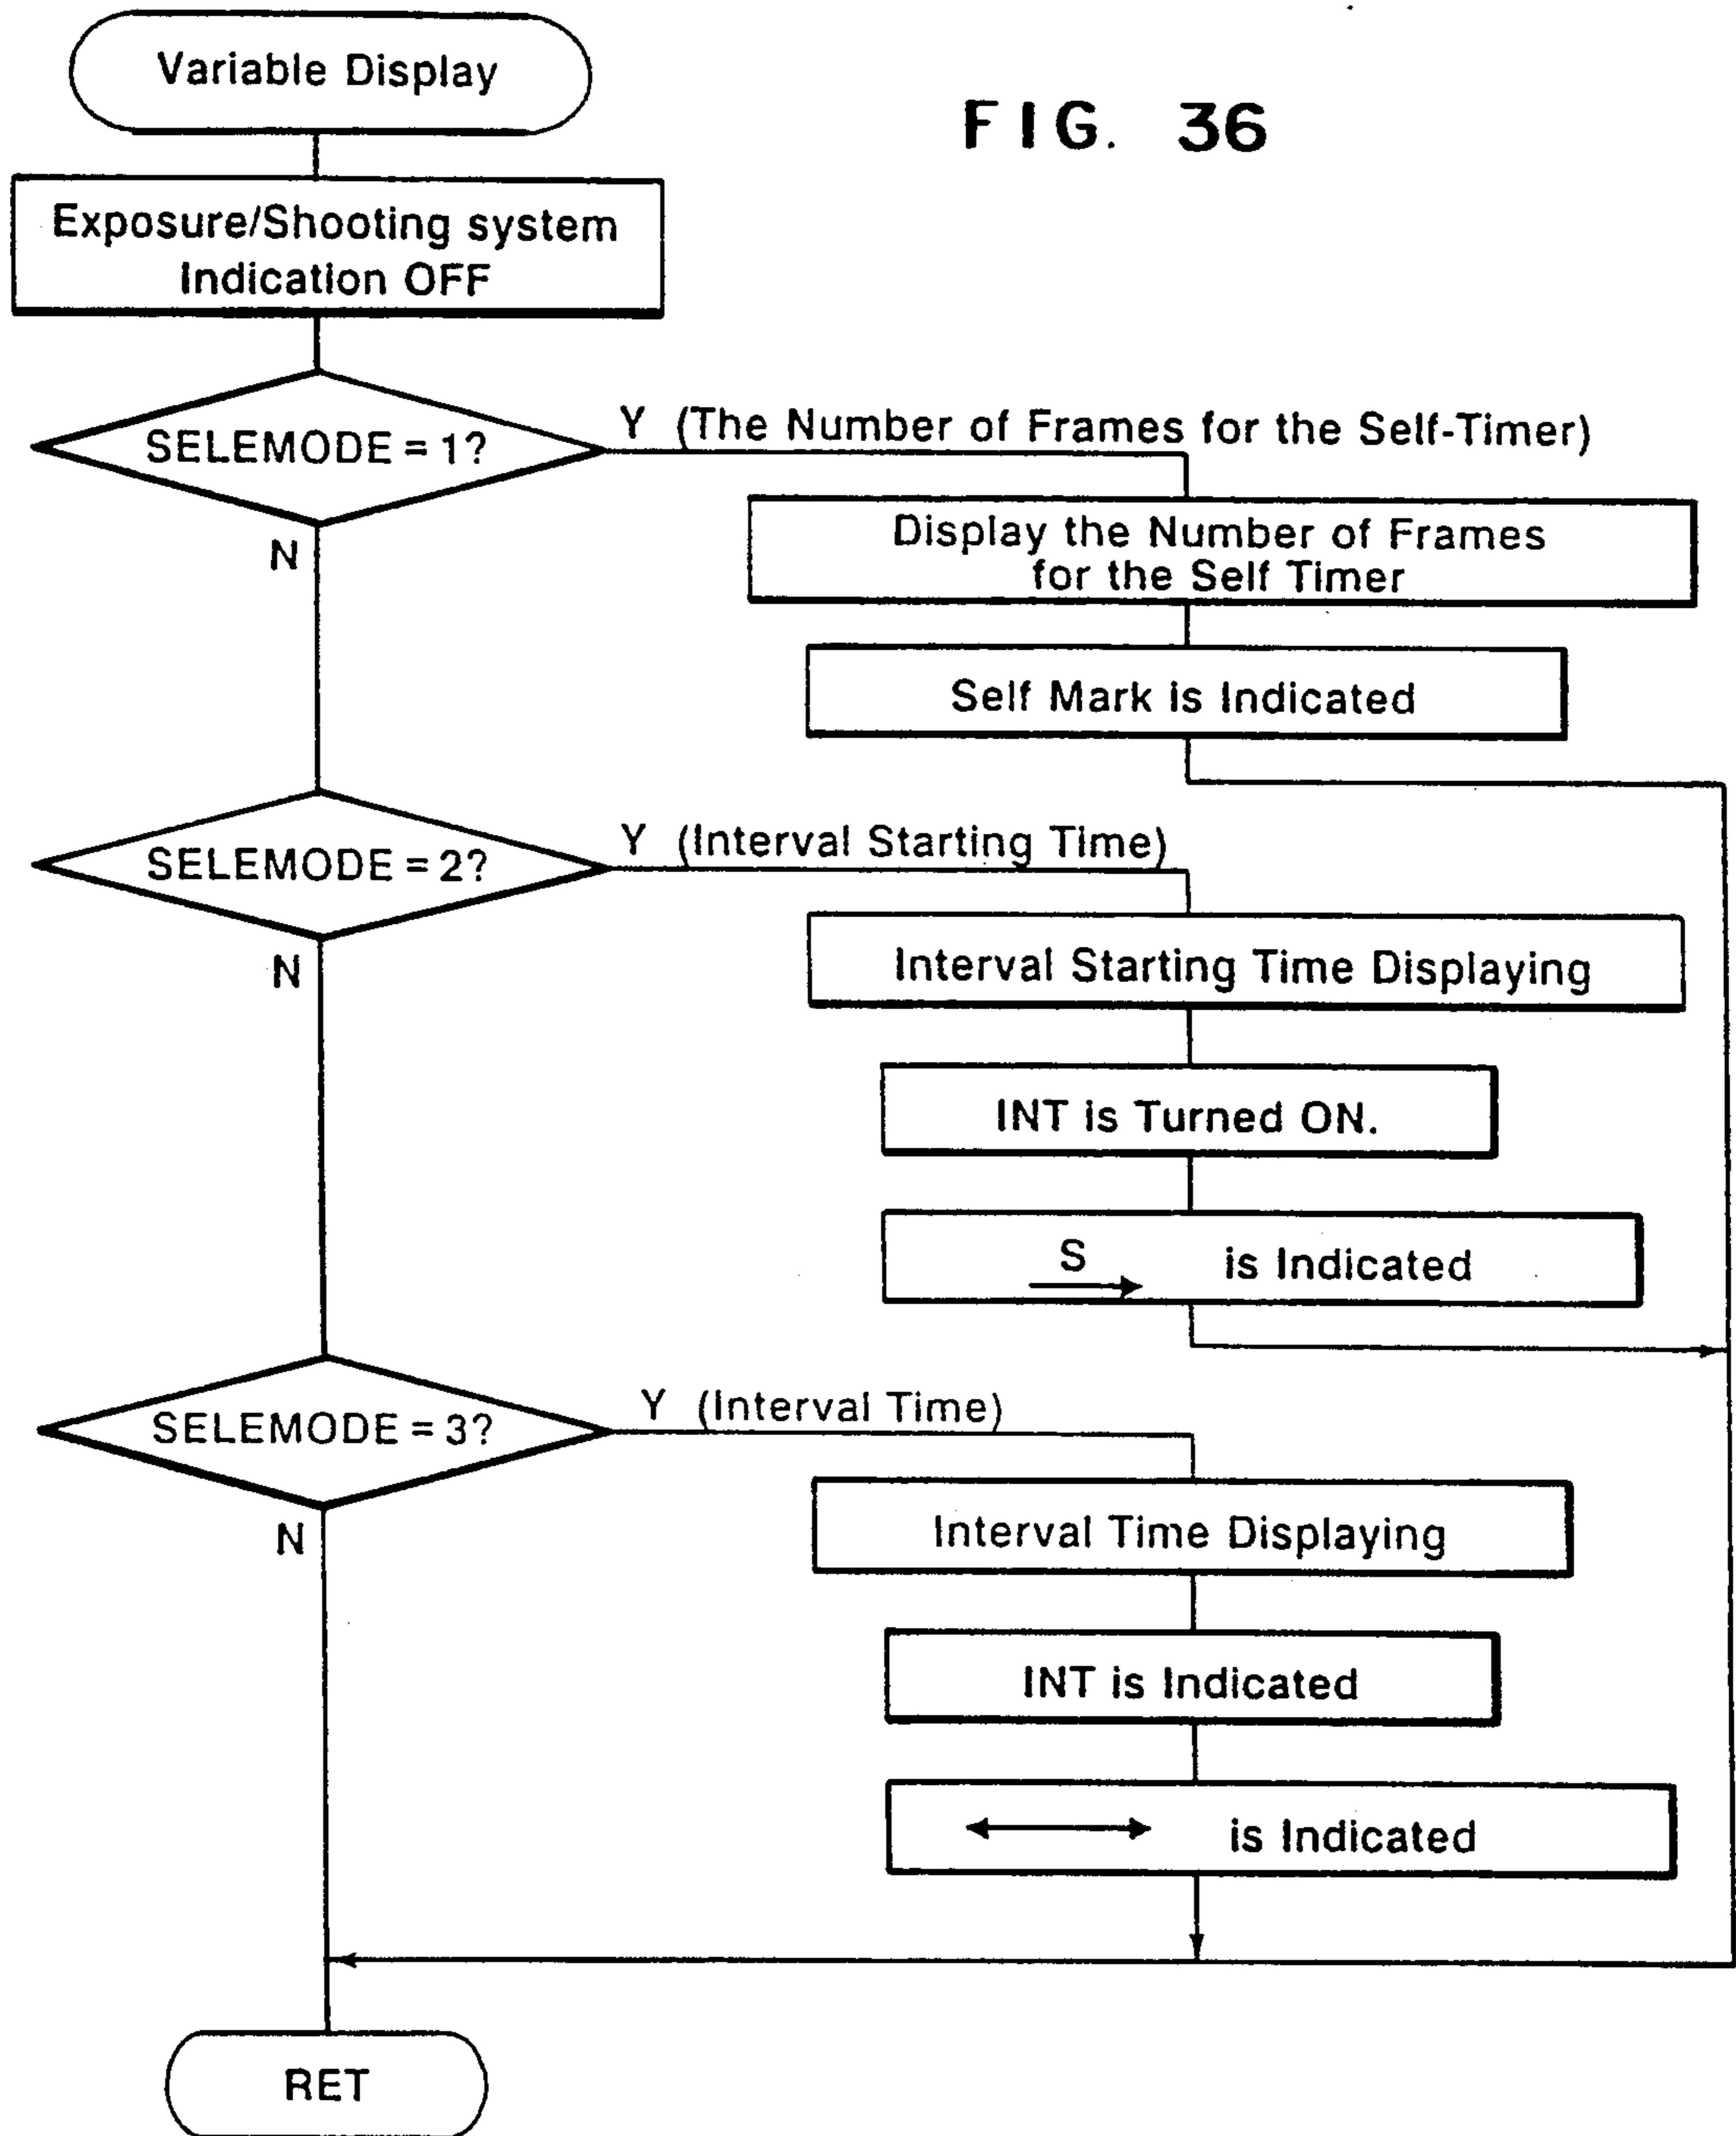 Variable Display
FIG. 36
Exposure/Shooting system
Indication OFF
SELEMODE = 1?
Y (The Number of Frames for the Self-Timer)
N
Display the Number of Frames
for the Self Timer
Self Mark is Indicated
SELEMODE = 2?
Y (Interval Starting Time)
N
Interval Starting Time Displaying
INT is Turned ON.
S is Indicated
SELEMODE = 3?
Y (Interval Time)
N
Interval Time Displaying
INT is Indicated
is Indicated
RET